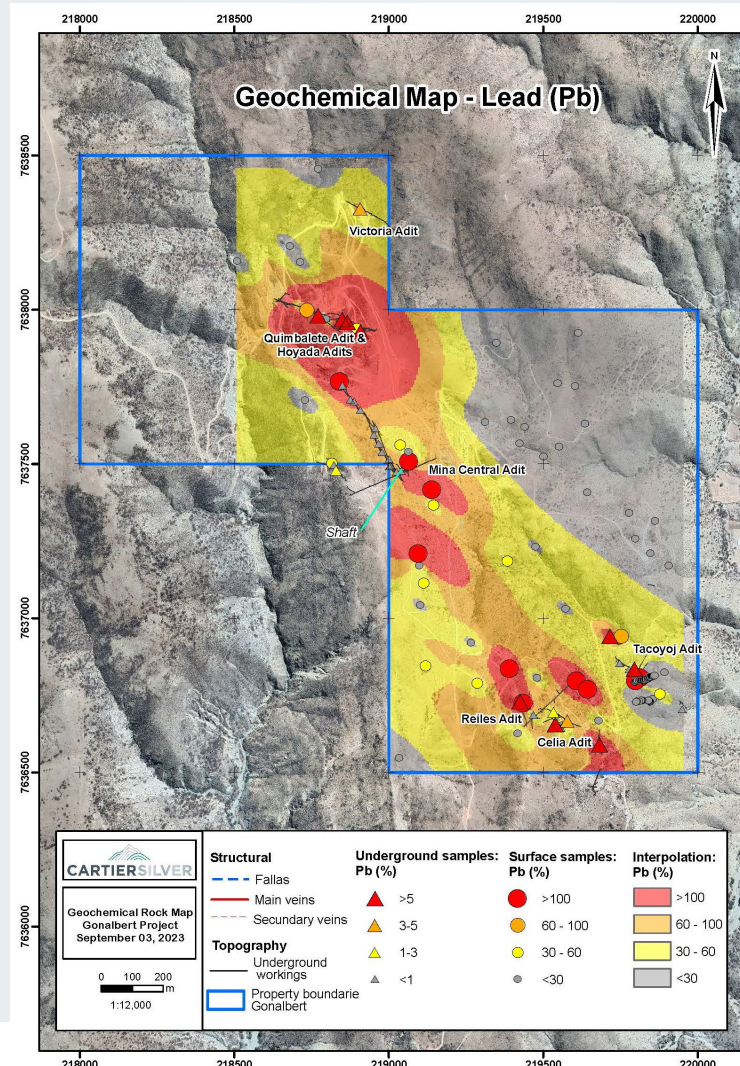 218000 218500 219000 219500 220000
N
Geochemical Map - Lead (Pb)
7638500
Victoria Adit
7638000
Quimbalete Adit &
Hoyada Adits
7637500
Mina Central Adit
Shaft
7637000
Tacoyoj Adit
Reiles Adit
Celia Adit
7636500
CARTIERSILVER
Geochemical Rock Map
Gonalbert Project
September 03, 2023
0 100 200
m
1:12,000
Structural
Fallas
Main veins
Secundary veins
Topography
Underground
workings
Property boundarie
Gonalbert
Underground samples:
Pb (%)
>5
3-5
1-3
<1
Surface samples:
Pb (%)
>100
60 - 100
30 - 60
<30
Interpolation:
Pb (%)
>100
60 - 100
30 - 60
<30
7636000
218000 218500 219000 219500 220000